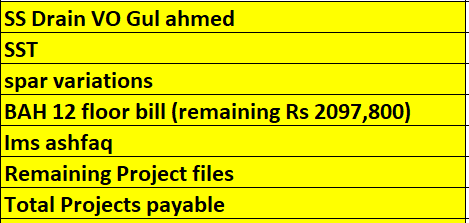 SS Drain VO Gul ahmed
SST
spar variations
BAH 12 floor bill (remaining Rs 2097,800)
Ims ashfaq
Remaining Project files
Total Projects payable